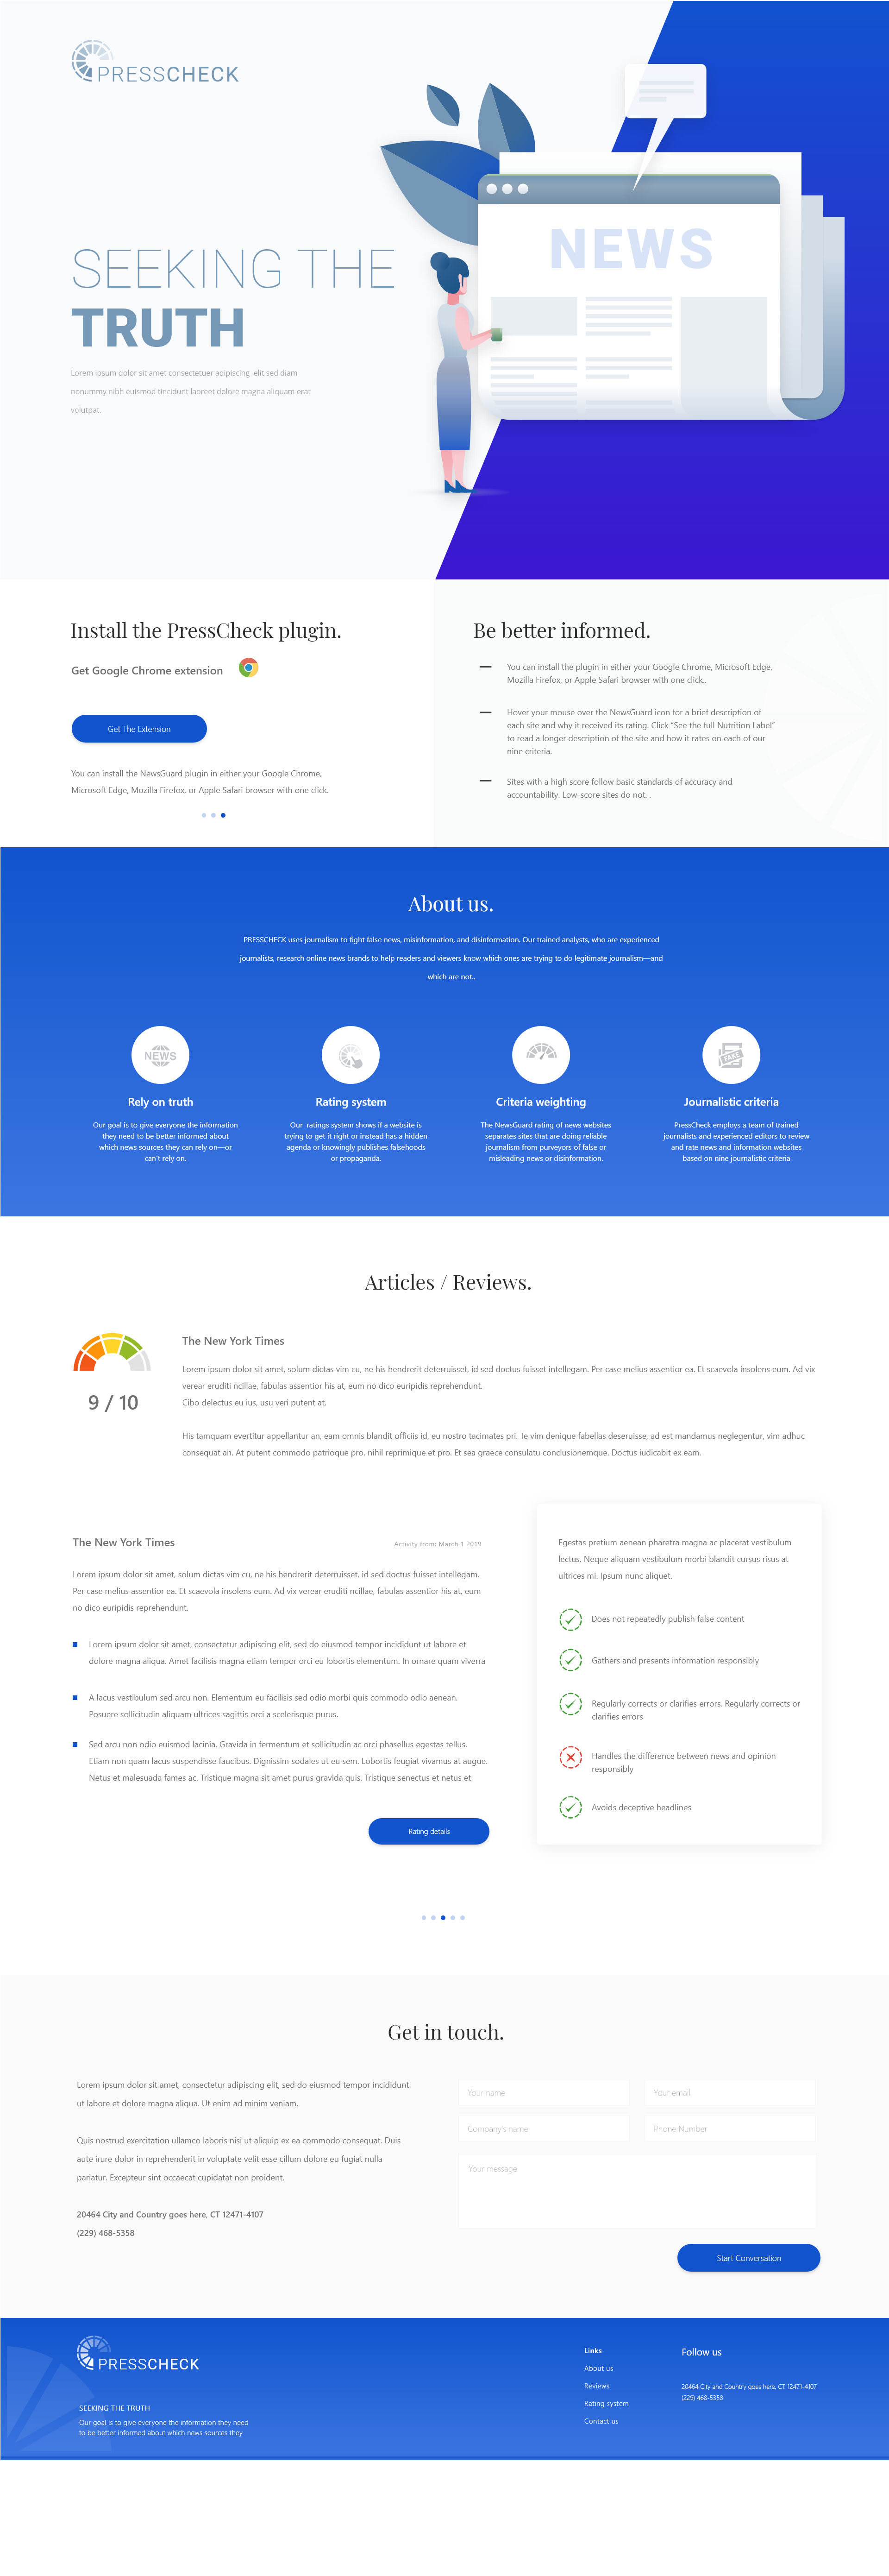 PRESSCHECK
NEWS
SEEKING THE
TRUTH
Lorem ipsum dolor sit amet consectetuer adipiscing  elit sed diam
nonummy nibh euismod tincidunt laoreet dolore magna aliquam erat
volutpat.
Install the PressCheck plugin.
Get Google Chrome extension
Get The Extension
You can install the NewsGuard plugin in either your Google Chrome,
Microsoft Edge, Mozilla Firefox, or Apple Safari browser with one click.
Be better informed.
You can install the plugin in either your Google Chrome, Microsoft Edge,
Mozilla Firefox, or Apple Safari browser with one click..
Hover your mouse over the NewsGuard icon for a brief description of
each site and why it received its rating. Click "See the full Nutrition Label"
to read a longer description of the site and how it rates on each of our
nine criteria.
Sites with a high score follow basic standards of accuracy and
accountability. Low-score sites do not. .
About us.
PRESSCHECK uses journalism to fight false news, misinformation, and disinformation. Our trained analysts, who are experienced
journalists, research online news brands to help readers and viewers know which ones are trying to do legitimate journalism—and
which are not..
NEWS
FAKE
Rely on truth
Our goal is to give everyone the information
they need to be better informed about
which news sources they can rely on—or
can't rely on.
Rating system
Our  ratings system shows if a website is
trying to get it right or instead has a hidden
agenda or knowingly publishes falsehoods
or propaganda.
Criteria weighting
The NewsGuard rating of news websites
separates sites that are doing reliable
journalism from purveyors of false or
misleading news or disinformation.
Journalistic criteria
PressCheck employs a team of trained
journalists and experienced editors to review
and rate news and information websites
based on nine journalistic criteria
Articles / Reviews.
9 / 10
The New York Times
Lorem ipsum dolor sit amet, solum dictas vim cu, ne his hendrerit deterruisset, id sed doctus fuisset intellegam. Per case melius assentior ea. Et scaevola insolens eum. Ad vix
verear eruditi ncillae, fabulas assentior his at, eum no dico euripidis reprehendunt.
Cibo delectus eu ius, usu veri putent at.
His tamquam evertitur appellantur an, eam omnis blandit officiis id, eu nostro tacimates pri. Te vim denique fabellas deseruisse, ad est mandamus neglegentur, vim adhuc
consequat an. At putent commodo patrioque pro, nihil reprimique et pro. Et sea graece consulatu conclusionemque. Doctus iudicabit ex eam.
The New York Times
Activity from: March 1 2019
Lorem ipsum dolor sit amet, solum dictas vim cu, ne his hendrerit deterruisset, id sed doctus fuisset intellegam.
Per case melius assentior ea. Et scaevola insolens eum. Ad vix verear eruditi ncillae, fabulas assentior his at, eum
no dico euripidis reprehendunt.
Lorem ipsum dolor sit amet, consectetur adipiscing elit, sed do eiusmod tempor incididunt ut labore et
dolore magna aliqua. Amet facilisis magna etiam tempor orci eu lobortis elementum. In ornare quam viverra
A lacus vestibulum sed arcu non. Elementum eu facilisis sed odio morbi quis commodo odio aenean.
Posuere sollicitudin aliquam ultrices sagittis orci a scelerisque purus.
Sed arcu non odio euismod lacinia. Gravida in fermentum et sollicitudin ac orci phasellus egestas tellus.
Etiam non quam lacus suspendisse faucibus. Dignissim sodales ut eu sem. Lobortis feugiat vivamus at augue.
Netus et malesuada fames ac. Tristique magna sit amet purus gravida quis. Tristique senectus et netus et
Rating details
Egestas pretium aenean pharetra magna ac placerat vestibulum
lectus. Neque aliquam vestibulum morbi blandit cursus risus at
ultrices mi. Ipsum nunc aliquet.
Does not repeatedly publish false content
Gathers and presents information responsibly
Regularly corrects or clarifies errors. Regularly corrects or
clarifies errors
Handles the difference between news and opinion
responsibly
Avoids deceptive headlines
Get in touch.
Lorem ipsum dolor sit amet, consectetur adipiscing elit, sed do eiusmod tempor incididunt
ut labore et dolore magna aliqua. Ut enim ad minim veniam.
Quis nostrud exercitation ullamco laboris nisi ut aliquip ex ea commodo consequat. Duis
aute irure dolor in reprehenderit in voluptate velit esse cillum dolore eu fugiat nulla
pariatur. Excepteur sint occaecat cupidatat non proident.
20464 City and Country goes here, CT 12471-4107
(229) 468-5358
Your name
Your email
Company's name
Phone Number
Your message
Start Conversation
PRESSCHECK
SEEKING THE TRUTH
Our goal is to give everyone the information they need
to be better informed about which news sources they
Links
About us
Reviews
Rating system
Contact us
Follow us
20464 City and Country goes here, CT 12471-4107
(229) 468-5358